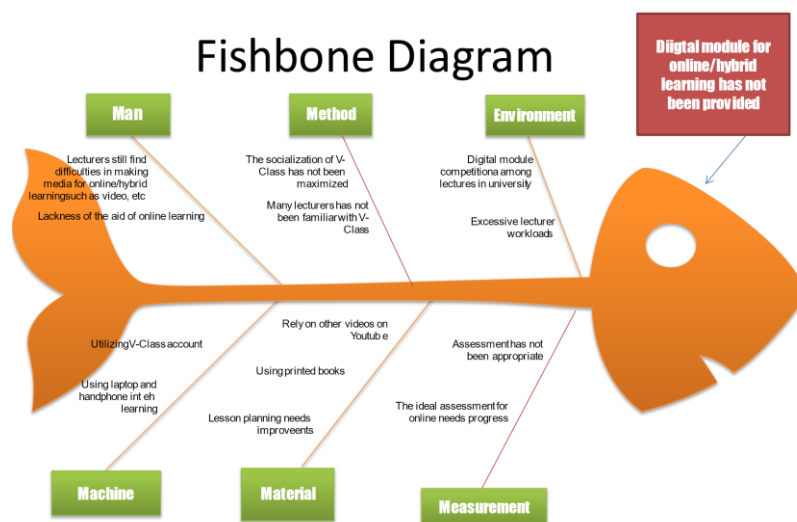 Fishbone Diagram
Diigtal module for
online/hybrid
learning has not
been provided
Man
Method
Environment
Lecturers still find
difficulties in making
media for online/hybrid
learningsuch as video, etc
Lackness of the aid of online learning
The socialization of V-
Class has not been
maximized
Many lecturers has not
been familiar with V-
Class
Digital module
competitiona among
lectures in university
Excessive lecturer
workloads
Utilizing V-Class account
Using laptop and
handphone int eh
learning
Rely on other videos on
Youtube
Using printed books
Lesson planning needs
improveents
Assessment has not
been appropriate
The ideal assessment for
online needs progress
Machine
Material
Measurement